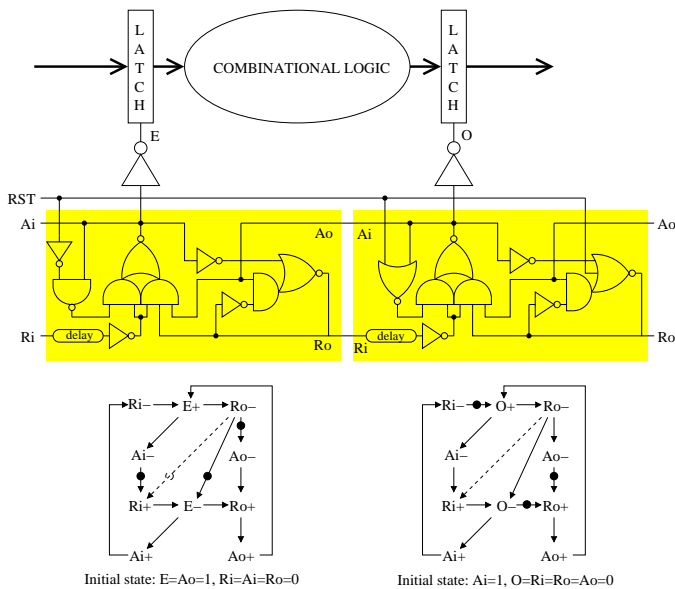 L A T C H
COMBINATIONAL LOGIC
L A T C H
E
O
RST
Ai
Ao
Ai
Ao
Ri
delay
Ro
Ri
delay
Ro
Ri− E+ Ro−
Ai− Ao−
Ri+ E− Ro+
Ai+ Ao+
Initial state: E=Ao=1, Ri=Ai=Ro=0
Ri− O+ Ro−
Ai− Ao−
Ri+ O− Ro+
Ai+ Ao+
Initial state: Ai=1, O=Ri=Ro=Ao=0